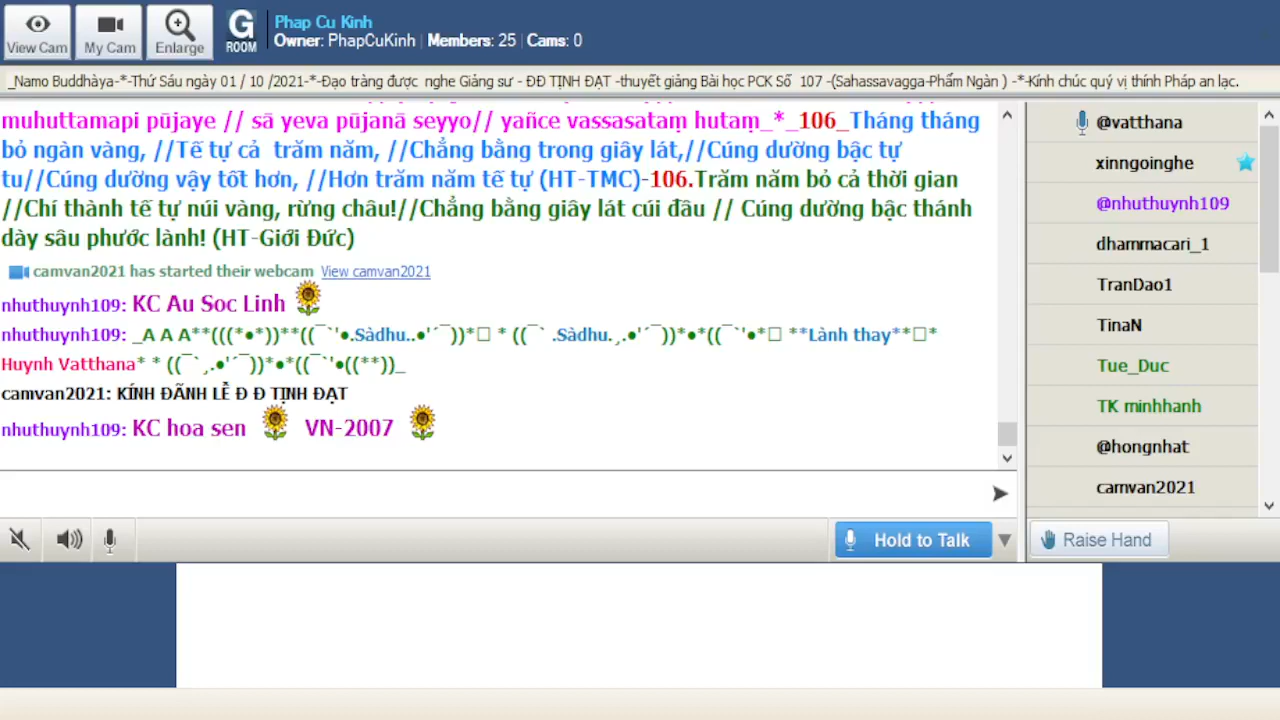 View Cam
My Cam
Enlarge
G
ROOM
Phap Cu Kinh
Owner: PhapCuKinh | Members: 25 | Cams: 0
_Namo Buddhàya-*-Thứ Sáu ngày 01 / 10 /2021-*-Đạo tràng được nghe Giảng sư - ĐĐ TỊNH ĐẠT -thuyết giảng Bài học PCK Số 107 -(Sahassavagga-Phẩm Ngàn ) -*-Kính chúc quý vị thính Pháp an lạc.
muhuttamapi pūjaye // sā yeva pūjanā seyyo// yañce vassasataṃ hutaṃ_*_106_Tháng tháng
bỏ ngàn vàng, //Tế tự cả trăm năm, //Chẳng bằng trong giây lát,//Cúng dường bậc tự
tu//Cúng dường vậy tốt hơn, //Hơn trăm năm tế tự (HT-TMC)-106.Trăm năm bỏ cả thời gian
//Chí thành tế tự núi vàng, rừng châu!//Chẳng bằng giây lát cúi đầu // Cúng dường bậc thánh
dày sâu phước lành! (HT-Giới Đức)
camvan2021 has started their webcam View camvan2021
nhuthuynh109: KC Au Soc Linh
nhuthuynh109: _A A A**(((*•*))**((¯`'•.Sàdhu..•'´¯))*□ * ((¯` .Sàdhu.¸.•'´¯))*•*((¯`'•*□ **Lành thay**□*
Huynh Vatthana* * ((¯`¸.•'´¯))*•*((¯`'•((**))_
camvan2021: KÍNH ĐÃNH LỄ Đ Đ TỊNH ĐẠT
nhuthuynh109: KC hoa sen VN-2007
Hold to Talk
@vatthana
xinngoinghe
@nhuthuynh109
dhammacari_1
TranDao1
TinaN
Tue_Duc
TK minhhanh
@hongnhat
camvan2021
Raise Hand